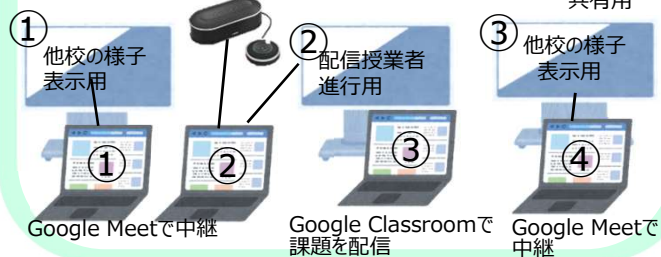 共有用
①
他校の様子
表示用
②
配信授業者
進行用
③
他校の様子
表示用
①
②
③
④
Google Meetで中継
Google Classroomで
課題を配信
Google Meetで
中継